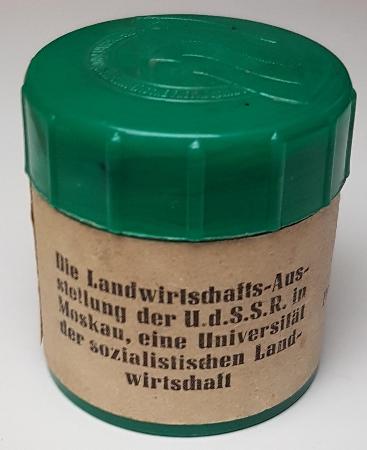 Die Landwirtschafts-Aus-
stellung der U.d.S.S.R. in
Moskau, eine Universität
der sozialistischen Land-
wirtschaft